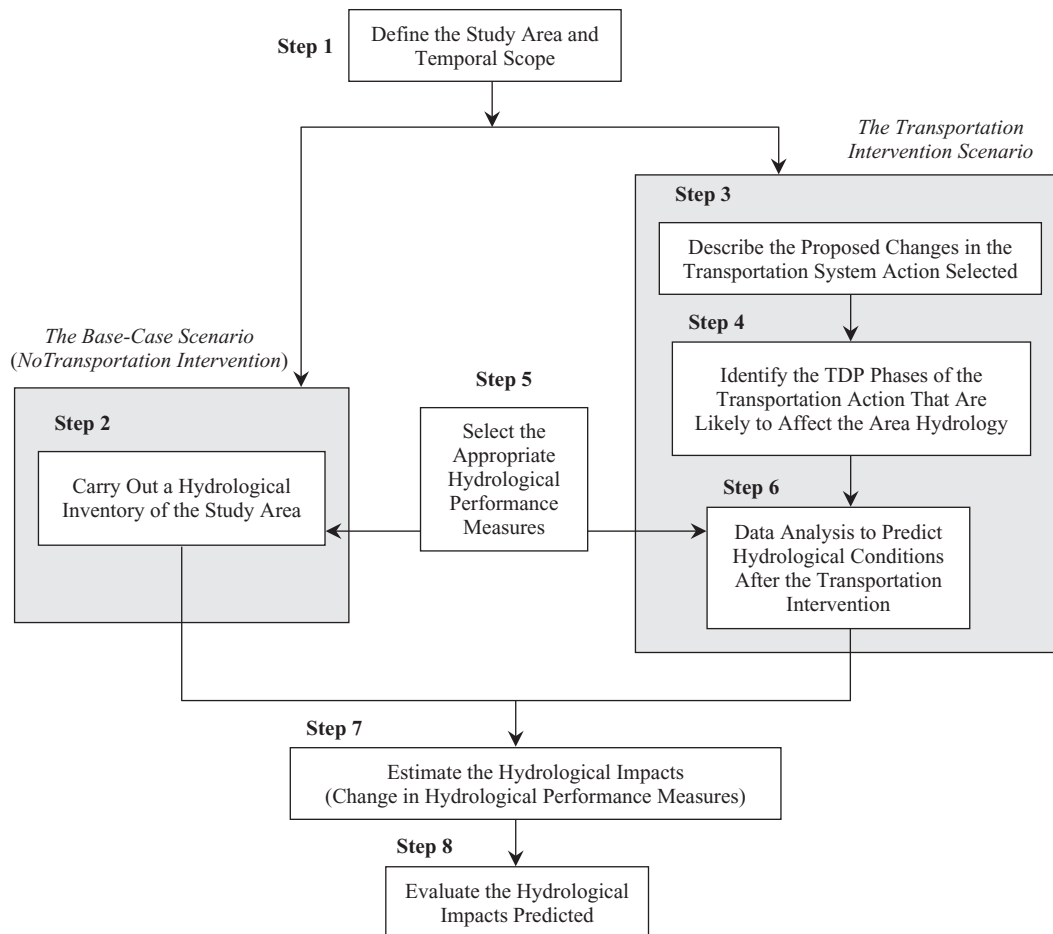 Step 1
Define the Study Area and
Temporal Scope
The Transportation
Intervention Scenario
Step 3
Describe the Proposed Changes in the
Transportation System Action Selected
The Base-Case Scenario
(NoTransportation Intervention)
Step 4
Identify the TDP Phases of the
Transportation Action That Are
Likely to Affect the Area Hydrology
Step 5
Select the
Appropriate
Hydrological
Performance
Measures
Step 2
Carry Out a Hydrological
Inventory of the Study Area
Step 6
Data Analysis to Predict
Hydrological Conditions
After the Transportation
Intervention
Step 7
Estimate the Hydrological Impacts
(Change in Hydrological Performance Measures)
Step 8
Evaluate the Hydrological
Impacts Predicted